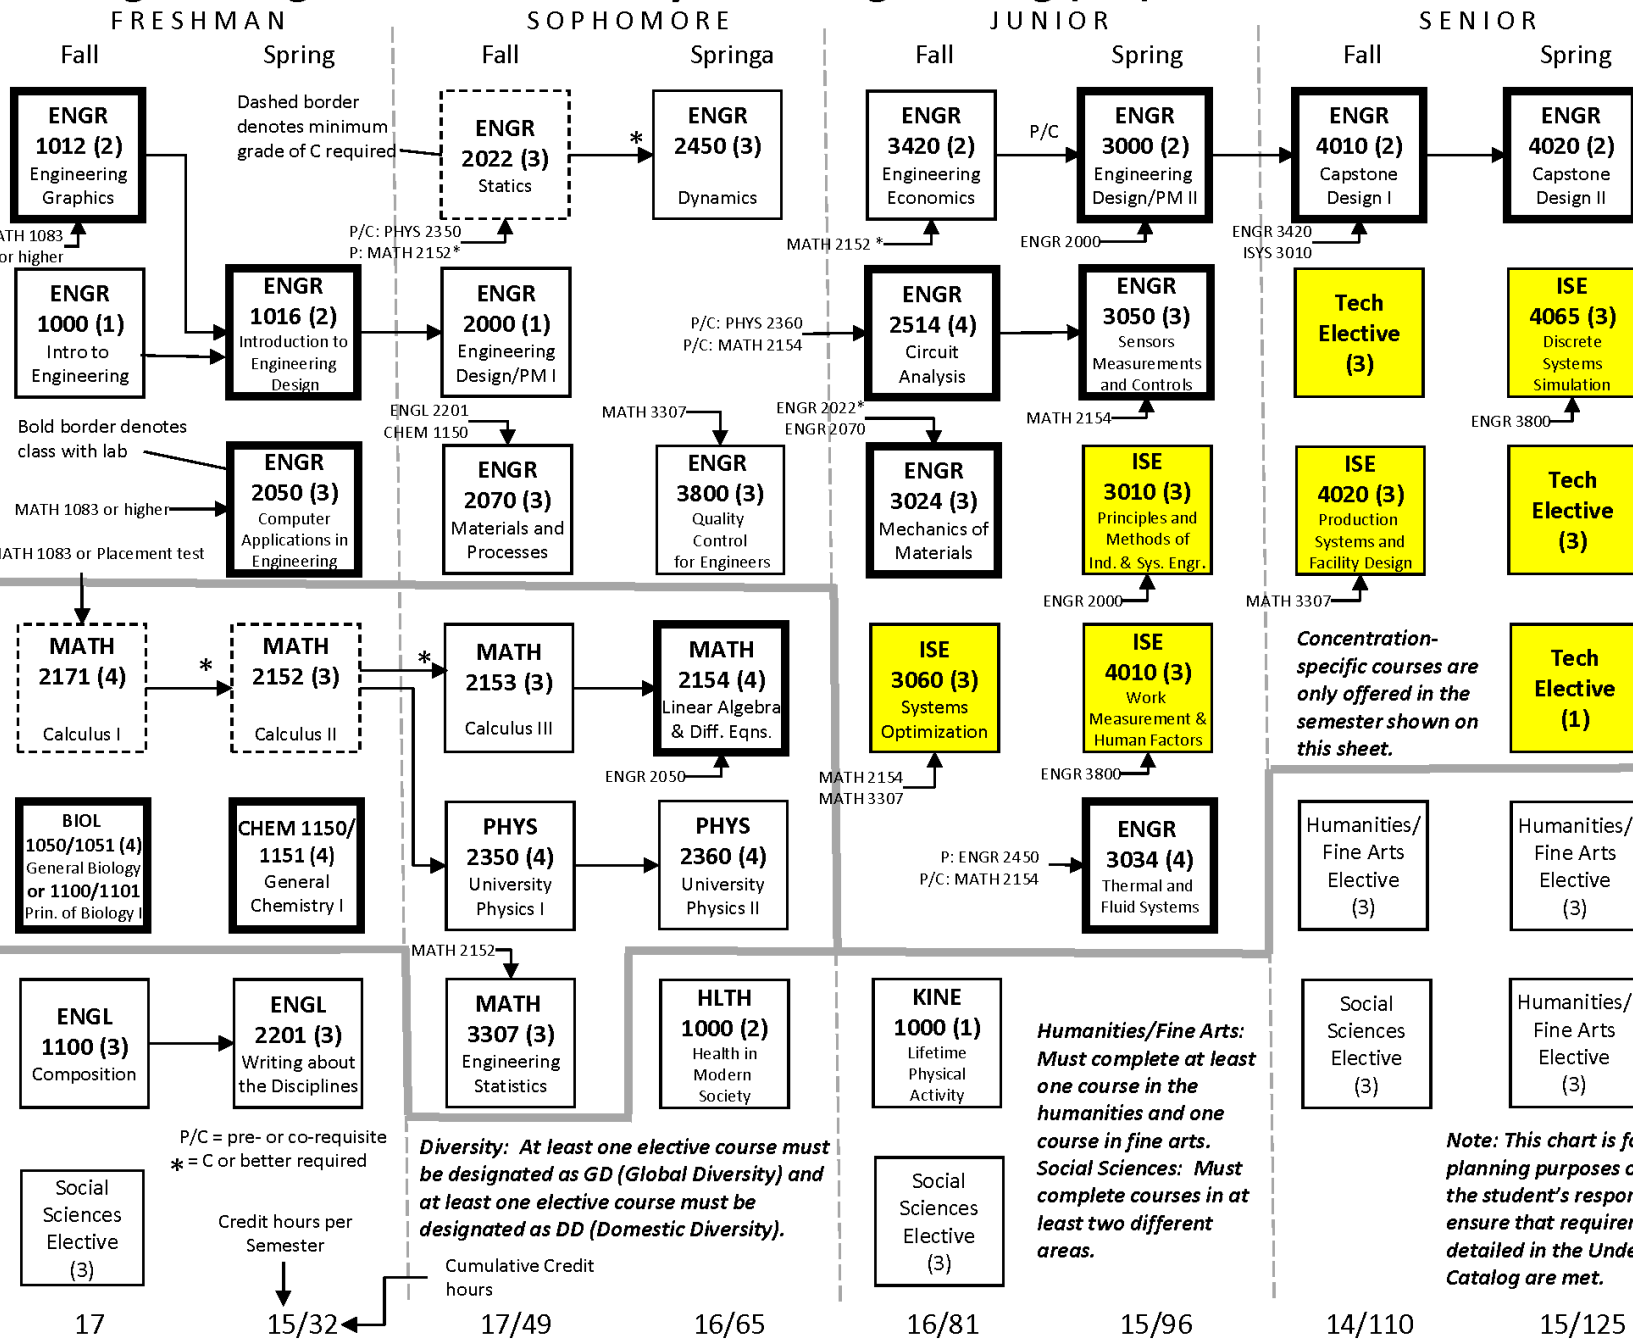 FRESHMAN
SOPHOMORE
JUNIOR
SENIOR
Fall
Spring
Fall
Springa
Fall
Spring
Fall
Spring
ENGR
1012 (2)
Engineering
Graphics
Dashed border
denotes minimum
grade of C required
ENGR
2022 (3)
Statics
*
ENGR
2450 (3)
Dynamics
ENGR
3420 (2)
Engineering
Economics
P/C
ENGR
3000 (2)
Engineering
Design/PM II
ENGR
4010 (2)
Capstone
Design I
ENGR
4020 (2)
Capstone
Design II
1083
or higher
P/C: PHYS 2350
P: MATH 2152*
MATH 2152 *
ENGR 2000
ENGR 3420
ISYS 3010
ENGR
1000 (1)
Intro to
Engineering
ENGR
1016 (2)
Introduction to
Engineering
Design
ENGR
2000 (1)
Engineering
Design/PM I
P/C: PHYS 2360
P/C: MATH 2154
ENGR
2514 (4)
Circuit
Analysis
ENGR
3050 (3)
Sensors
Measurements
and Controls
Tech
Elective
(3)
ISE
4065 (3)
Discrete
Systems
Simulation
Bold border denotes
class with lab
ENGL 2201
CHEM 1150
MATH 3307
ENGR 2022*
ENGR 2070
MATH 2154
ENGR 3800
MATH 1083 or higher
ENGR
2050 (3)
Computer
Applications in
Engineering
ENGR
2070 (3)
Materials and
Processes
ENGR
3800 (3)
Quality
Control
for Engineers
ENGR
3024 (3)
Mechanics of
Materials
ISE
3010 (3)
Principles and
Methods of
Ind. & Sys. Engr.
ISE
4020 (3)
Production
Systems and
Facility Design
Tech
Elective
(3)
1083 or Placement test
ENGR 2000
MATH 3307
MATH
2171 (4)
Calculus I
*
MATH
2152 (3)
Calculus II
*
MATH
2153 (3)
Calculus III
MATH
2154 (4)
Linear Algebra
& Diff. Eqns.
ISE
3060 (3)
Systems
Optimization
ISE
4010 (3)
Work
Measurement &
Human Factors
Concentration-
specific courses are
only offered in the
semester shown on
this sheet.
Tech
Elective
(1)
ENGR 2050
MATH 2154
MATH 3307
ENGR 3800
BIOL
1050/1051 (4)
General Biology
or 1100/1101
Prin. of Biology I
CHEM 1150/
1151 (4)
General
Chemistry I
PHYS
2350 (4)
University
Physics I
PHYS
2360 (4)
University
Physics II
P: ENGR 2450
P/C: MATH 2154
ENGR
3034 (4)
Thermal and
Fluid Systems
Humanities/
Fine Arts
Elective
(3)
Humanities/
Fine Arts
Elective
(3)
MATH 2152
ENGL
1100 (3)
Composition
ENGL
2201 (3)
Writing about
the Disciplines
MATH
3307 (3)
Engineering
Statistics
HLTH
1000 (2)
Health in
Modern
Society
KINE
1000 (1)
Lifetime
Physical
Activity
Humanities/Fine Arts:
Must complete at least
one course in the
humanities and one
course in fine arts.
Social Sciences: Must
complete courses in at
least two different
areas.
Social
Sciences
Elective
(3)
Humanities/
Fine Arts
Elective
(3)
P/C = pre- or co-requisite
* = C or better required
Diversity: At least one elective course must
be designated as GD (Global Diversity) and
at least one elective course must be
designated as DD (Domestic Diversity).
Note: This chart is
planning purposes
the student's
ensure that
detailed in the
Catalog are met.
Social
Sciences
Elective
(3)
Credit hours per
Semester
Cumulative Credit
hours
Social
Sciences
Elective
(3)
17
15/32
17/49
16/65
16/81
15/96
14/110
15/125